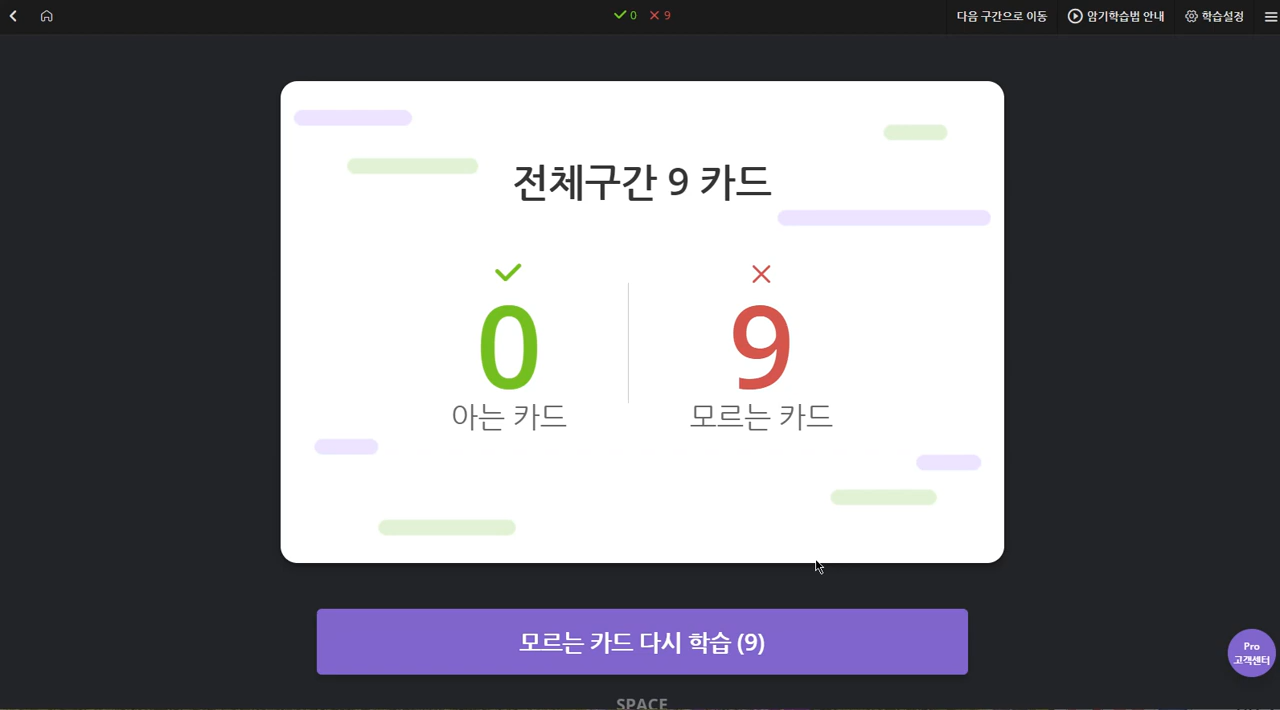 0 9 다음 구간으로 이동 암기학습법 안내 학습설정
전체구간 9 카드
0 9
아는 카드 모르는 카드
모르는 카드 다시 학습 (9)
Pro
고객센터
SPACE